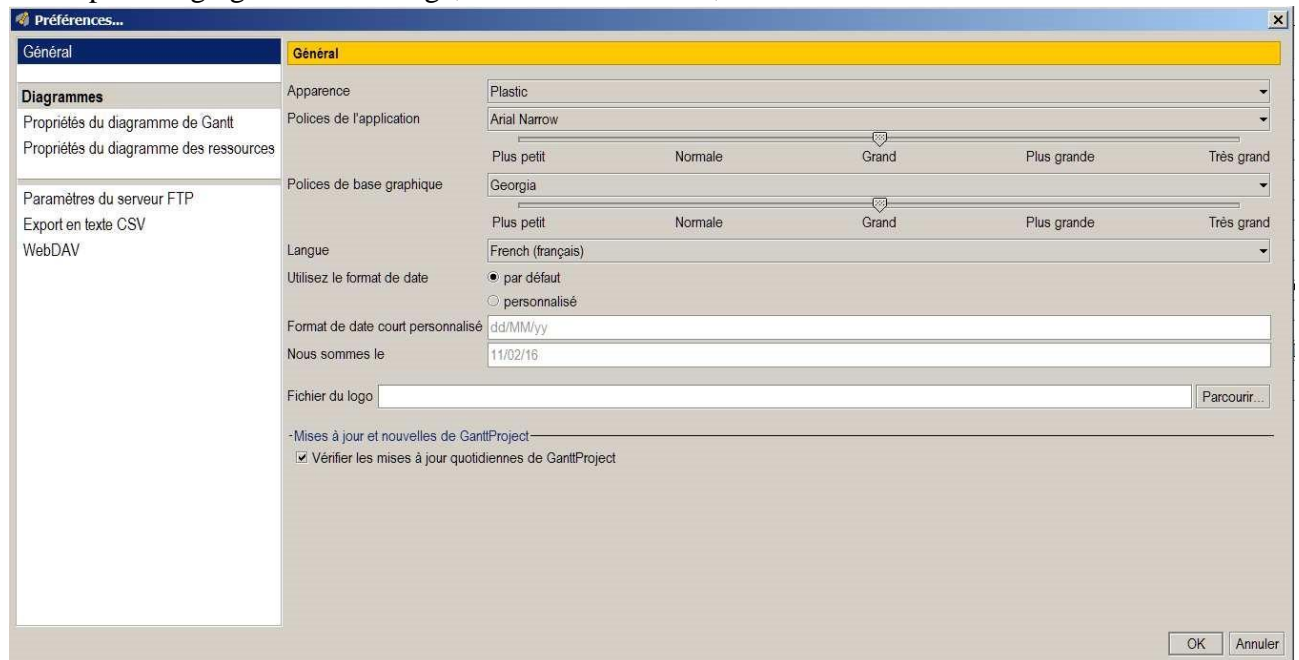 Préférences...
Général
Diagrammes
Propriétés du diagramme de Gantt
Propriétés du diagramme des ressources
Paramètres du serveur FTP
Export en texte CSV
WebDAV
Général
Apparence Plastic
Polices de l'application Arial Narrow
Plus petit Normale Grand Plus grande Très grand
Polices de base graphique Georgia
Plus petit Normale Grand Plus grande Très grand
Langue French (français)
Utilisez le format de date par défaut
personnalisé
Format de date court personnalisé dd/MM/yy
Nous sommes le 11/02/16
Fichier du logo Parcourir...
Mises à jour et nouvelles de GanttProject
Vérifier les mises à jour quotidiennes de GanttProject
OK Annuler